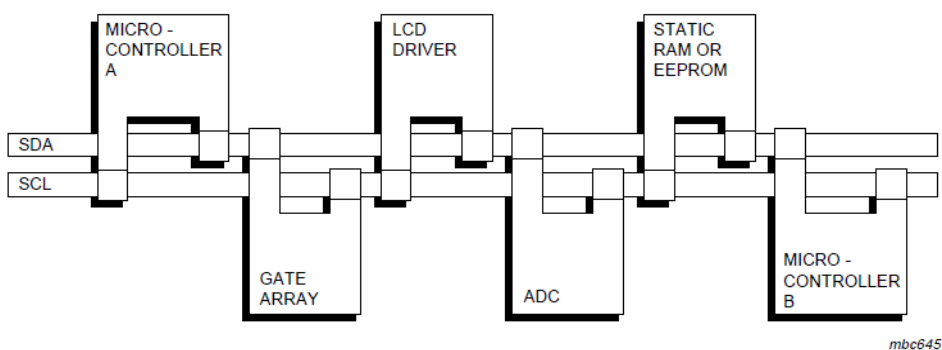 MICRO -
CONTROLLER
A
LCD
DRIVER
STATIC
RAM OR
EEPROM
SDA
SCL
GATE
ARRAY
ADC
MICRO -
CONTROLLER
B
mbc645